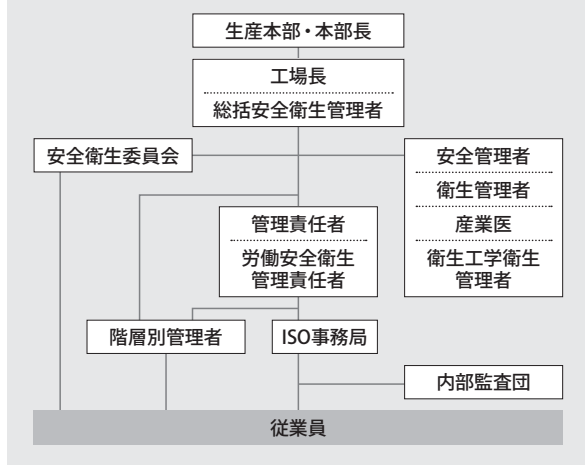 生産本部・本部長
工場長
総括安全衛生管理者
安全衛生委員会
安全管理者
衛生管理者
産業医
衛生工学衛生
管理者
管理責任者
労働安全衛生
管理責任者
階層別管理者
ISO事務局
内部監査団
従業員